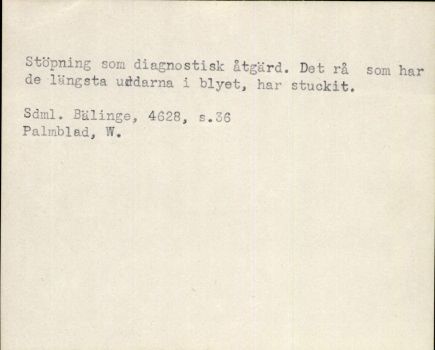 Stöpning som diagnostisk åtgärd. Det rå  som har
de längsta uddarna i blyet, har stuckit.
Sdml. Bälinge, 4628, s.36
Palmblad, W.